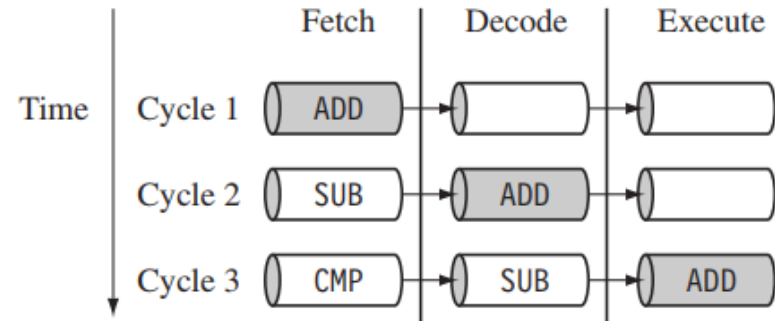 Fetch Decode Execute
Time Cycle 1 ADD
Cycle 2 SUB ADD
Cycle 3 CMP SUB ADD